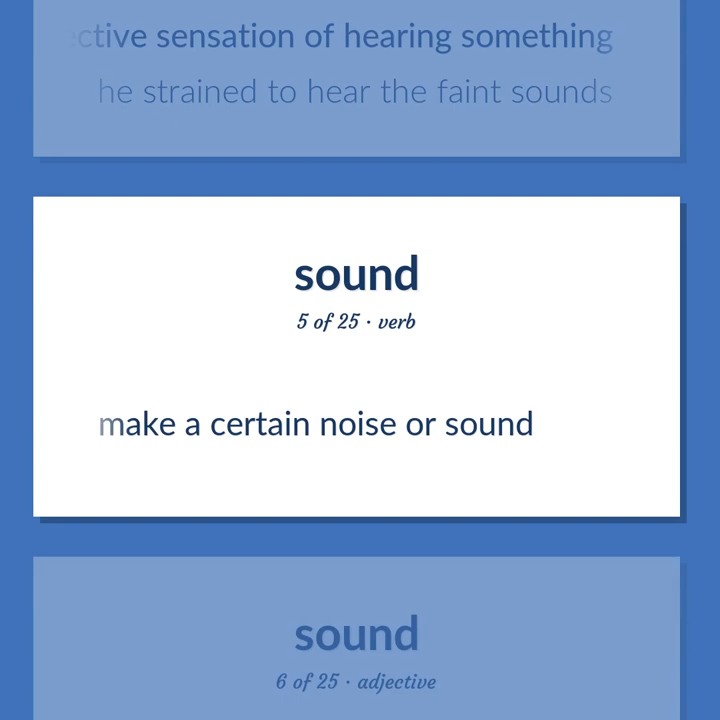 ective sensation of hearing something
he strained to hear the faint sounds
sound
5 of 25 · verb
make a certain noise or sound
sound
6 of 25 · adjective